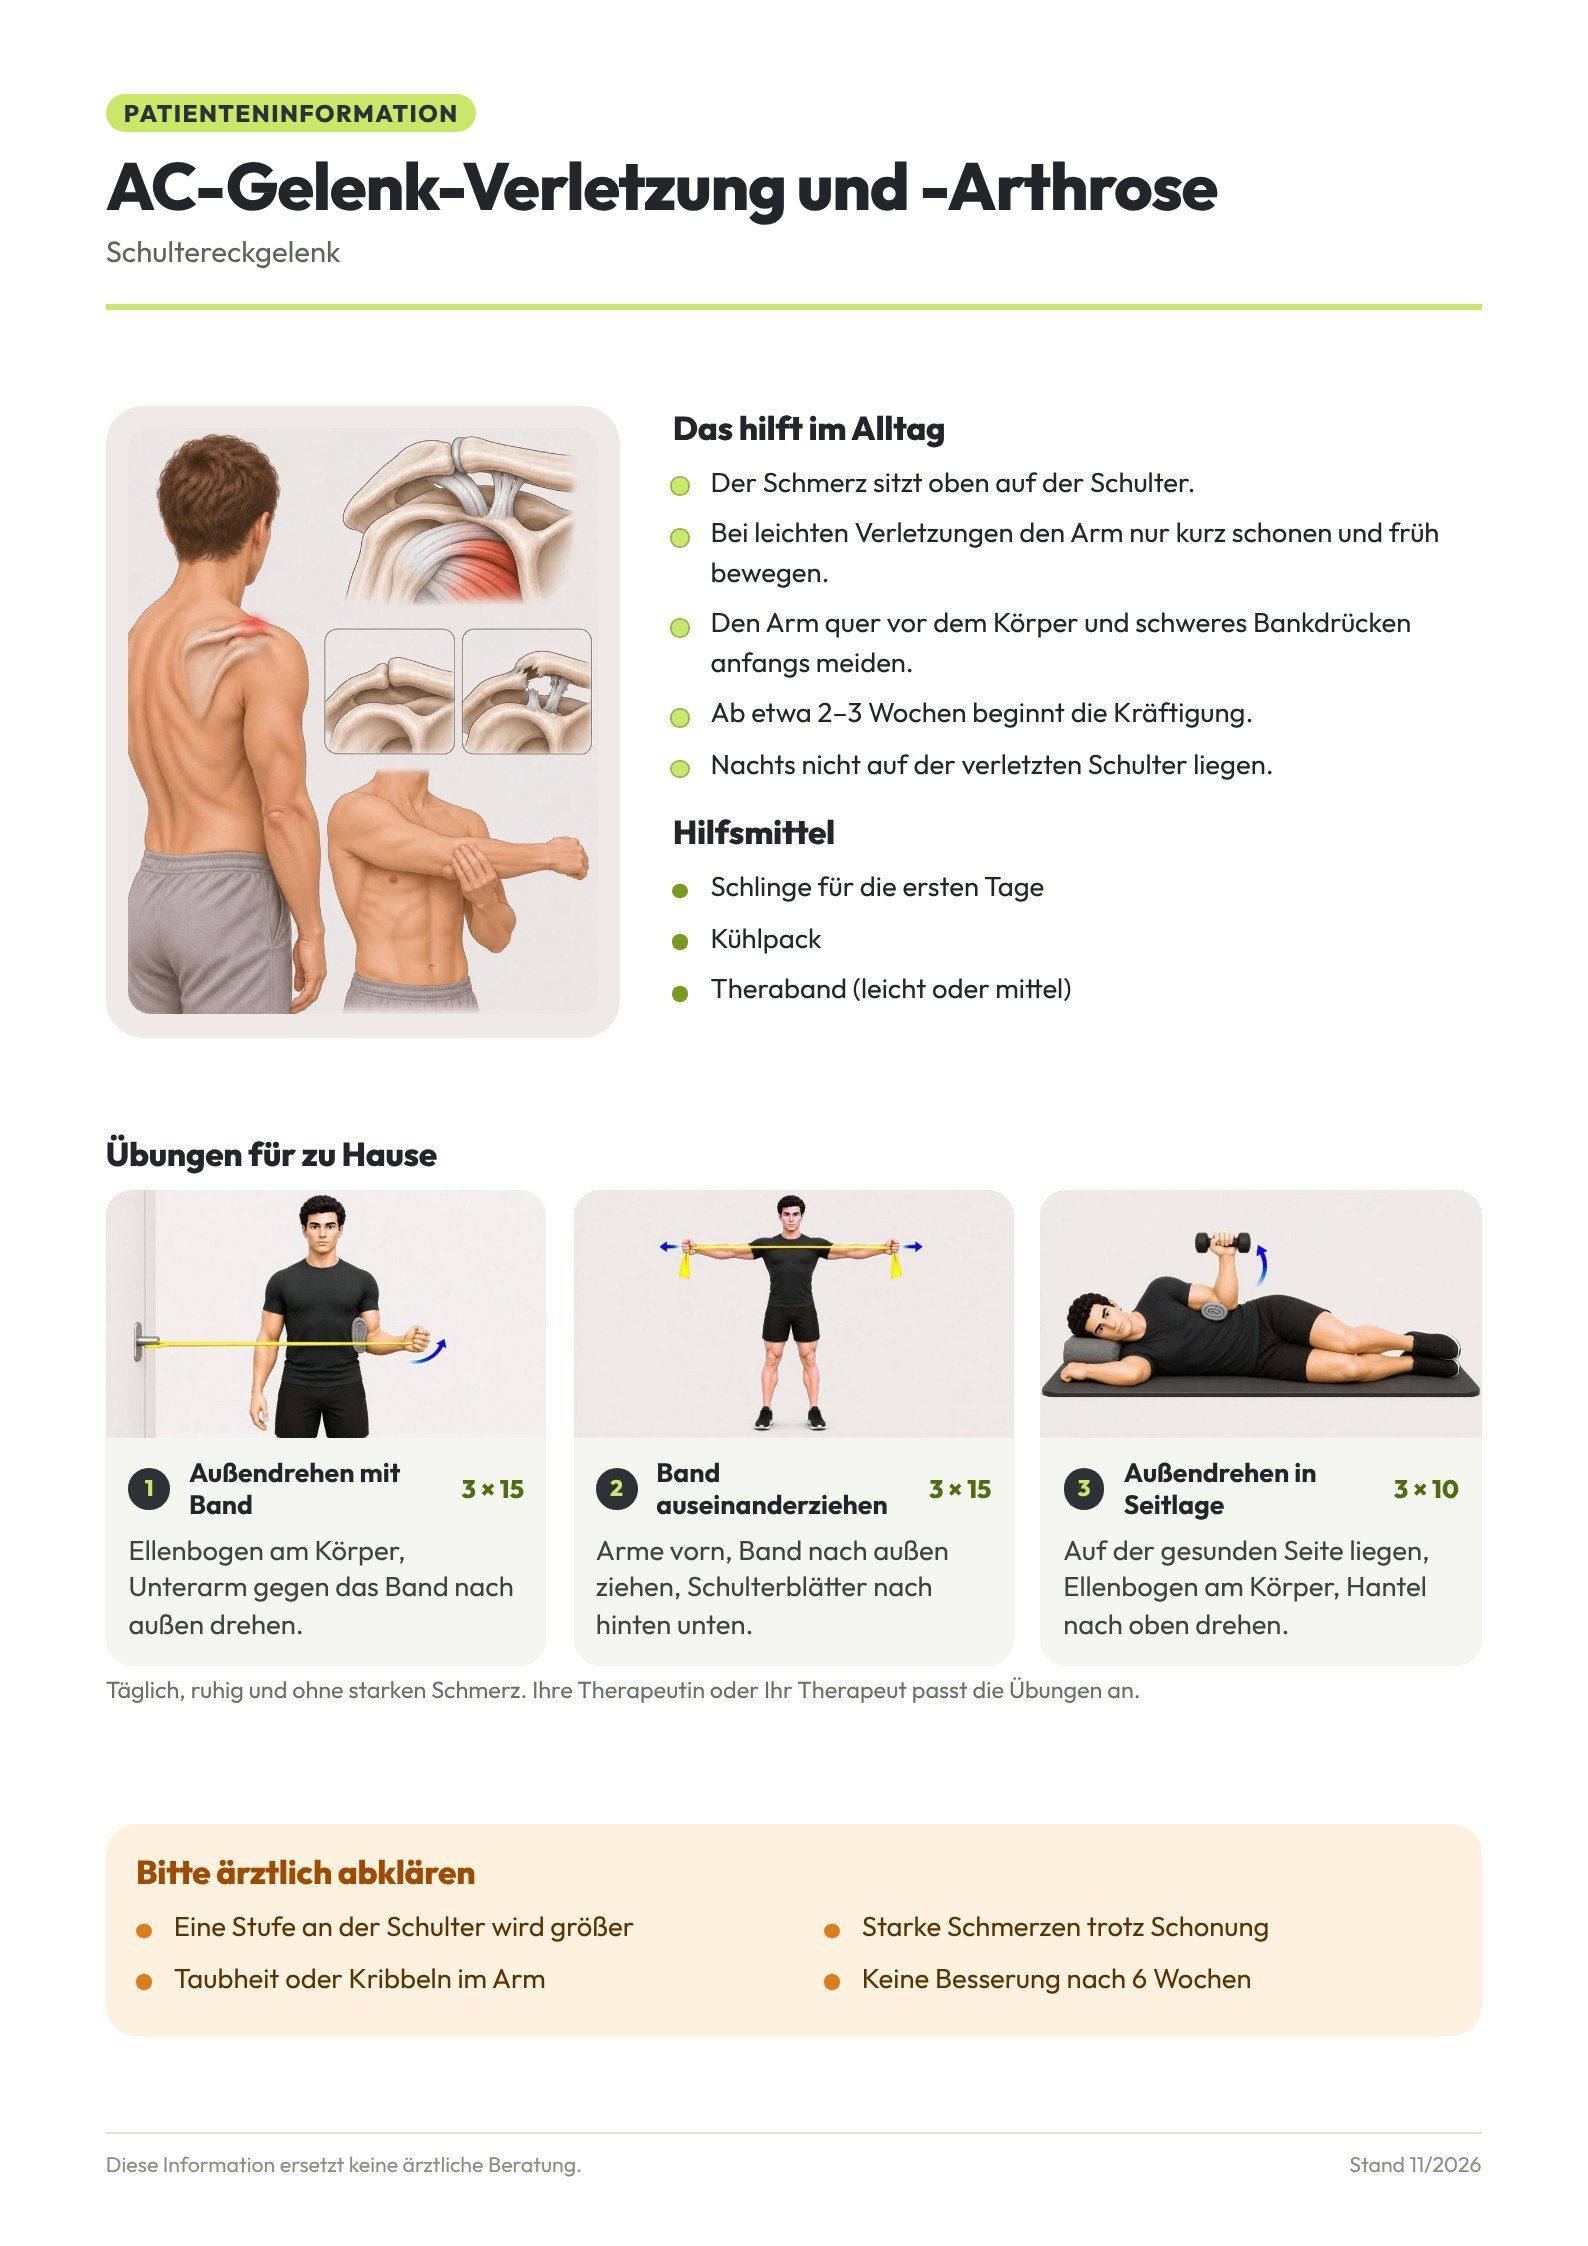 PATIENTENINFORMATION
AC-Gelenk-Verletzung und -Arthrose
Schultereckgelenk
Das hilft im Alltag
Der Schmerz sitzt oben auf der Schulter.
Bei leichten Verletzungen den Arm nur kurz schonen und früh
bewegen.
Den Arm quer vor dem Körper und schweres Bankdrücken
anfangs meiden.
Ab etwa 2–3 Wochen beginnt die Kräftigung.
Nachts nicht auf der verletzten Schulter liegen.
Hilfsmittel
Schlinge für die ersten Tage
Kühlpack
Theraband (leicht oder mittel)
Übungen für zu Hause
1 Außendrehen mit
Band
3 × 15
Ellenbogen am Körper,
Unterarm gegen das Band nach
außen drehen.
2 Band
auseinanderziehen
3 × 15
Arme vorn, Band nach außen
ziehen, Schulterblätter nach
hinten unten.
3 Außendrehen in
Seitlage
3 × 10
Auf der gesunden Seite liegen,
Ellenbogen am Körper, Hantel
nach oben drehen.
Täglich, ruhig und ohne starken Schmerz. Ihre Therapeutin oder Ihr Therapeut passt die Übungen an.
Bitte ärztlich abklären
Eine Stufe an der Schulter wird größer
Taubheit oder Kribbeln im Arm
Starke Schmerzen trotz Schonung
Keine Besserung nach 6 Wochen
Diese Information ersetzt keine ärztliche Beratung.
Stand 11/2026